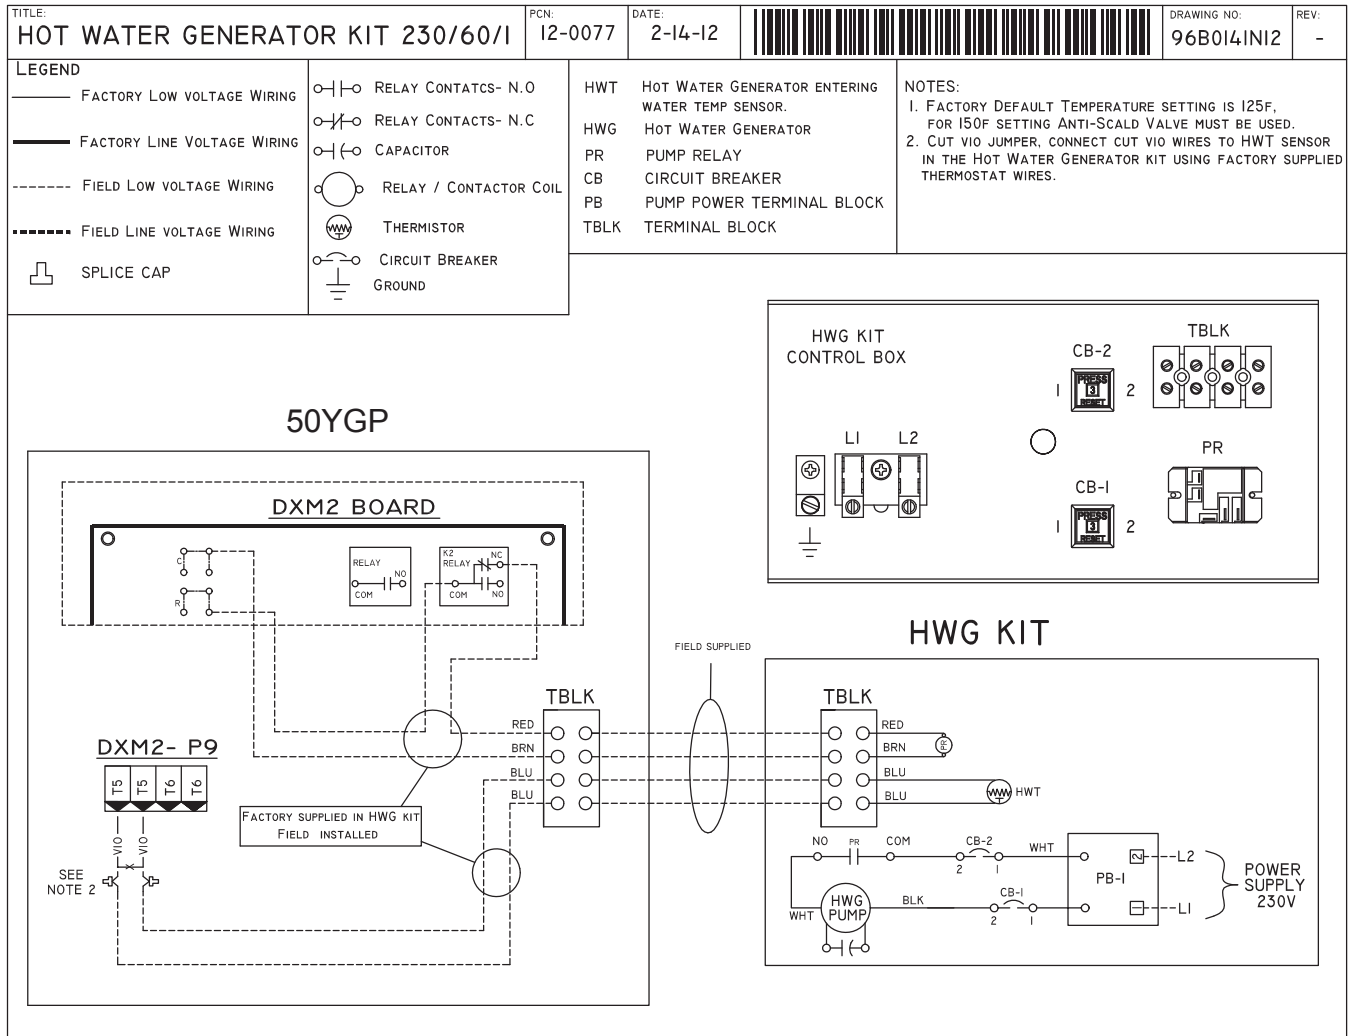 TITLE:
HOT WATER GENERATOR KIT 230/60/1
PCN:
12-0077
DATE:
2-14-12
DRAWING NO:
96B0141N12
REV:
-
LEGEND
FACTORY LOW VOLTAGE WIRING
FACTORY LINE VOLTAGE WIRING
FIELD LOW VOLTAGE WIRING
FIELD LINE VOLTAGE WIRING
SPLICE CAP
RELAY CONTATCS- N.O
RELAY CONTACTS- N.C
CAPACITOR
RELAY / CONTACTOR COIL
THERMISTOR
CIRCUIT BREAKER
GROUND
HWT HOT WATER GENERATOR ENTERING
WATER TEMP SENSOR.
HWG HOT WATER GENERATOR
PR PUMP RELAY
CB CIRCUIT BREAKER
PB PUMP POWER TERMINAL BLOCK
TBLK TERMINAL BLOCK
NOTES:
1. FACTORY DEFAULT TEMPERATURE SETTING IS 125F,
FOR 150F SETTING ANTI-SCALD VALVE MUST BE USED.
2. CUT VIO JUMPER, CONNECT CUT VIO WIRES TO HWT SENSOR
IN THE HOT WATER GENERATOR KIT USING FACTORY SUPPLIED
THERMOSTAT WIRES.
HWG KIT
CONTROL BOX
L1 L2
CB-2
1 PRESS 3 RESET 2
CB-1
1 PRESS 3 RESET 2
TBLK
PR
50YGP
DXM2 BOARD
C
R
RELAY
NO
COM
K2
RELAY
NC
COM
NO
DXM2- P9
T5 T5 T6 T6
VIO VIO
X
SEE
NOTE 2
FACTORY SUPPLIED IN HWG KIT
FIELD INSTALLED
TBLK
RED
BRN
BLU
BLU
FIELD SUPPLIED
HWG KIT
TBLK
RED
BRN
BLU
BLU
PR
HWT
NO PR COM CB-2 WHT
2 1
WHT
HWG
PUMP
BLK
CB-1
2 1
PB-1
2 L2
1 L1
POWER
SUPPLY
230V